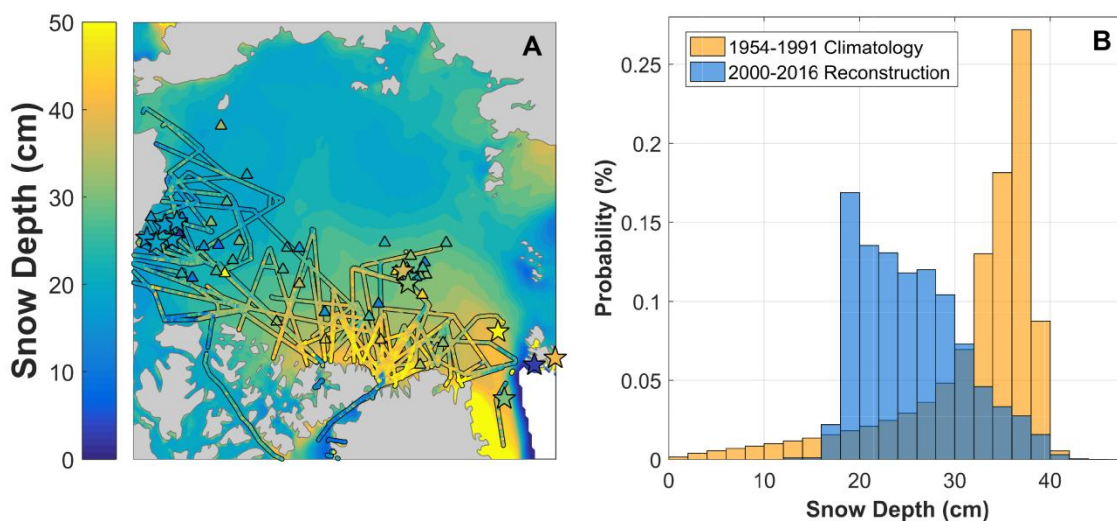 50
40
30
20
10
0
Snow Depth (cm)
A
B
1954-1991 Climatology
2000-2016 Reconstruction
0.25
0.2
0.15
0.1
0.05
0
Probability (%)
0 10 20 30 40
Snow Depth (cm)